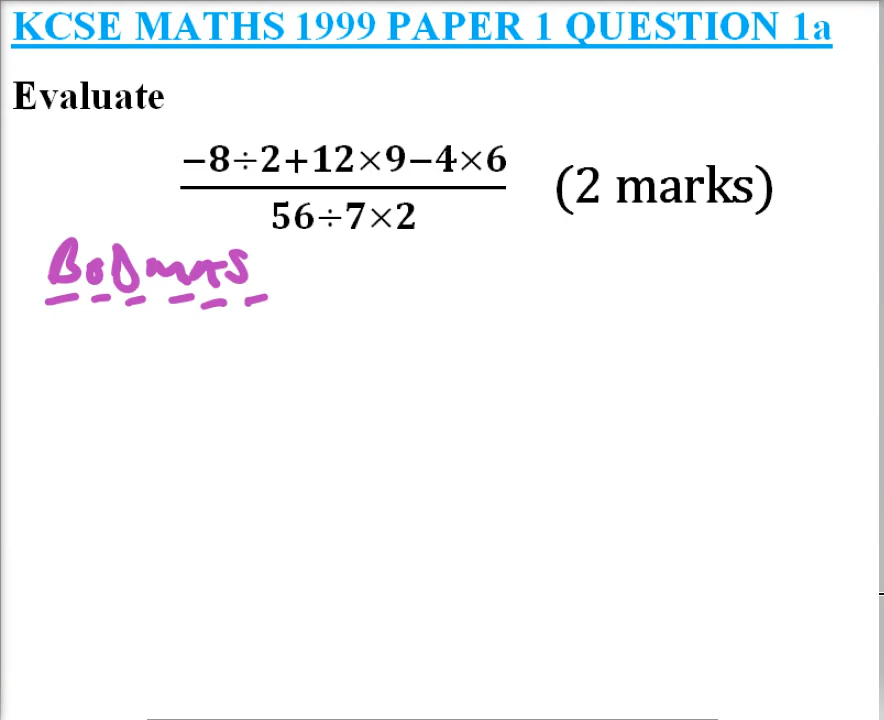 KCSE MATHS 1999 PAPER 1 QUESTION 1a
Evaluate
−8÷2+12×9−4×6
(2 marks)
56÷7×2
BODMAS